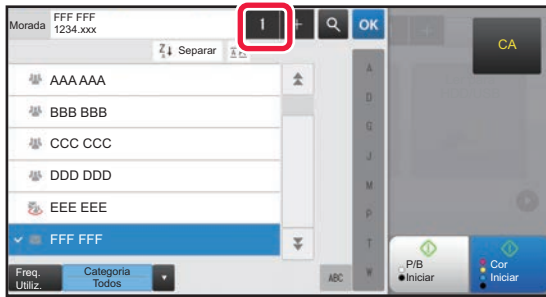 Morada
FFF FFF
1234.xxx
1
+
OK
CA
Z↓ Separar
AAA AAA
BBB BBB
CCC CCC
DDD DDD
EEE EEE
FFF FFF
A
D
G
J
M
P
T
W
Freq.
Utiliz.
Categoria
Todos
ABC
P/B
Iniciar
Cor
Iniciar